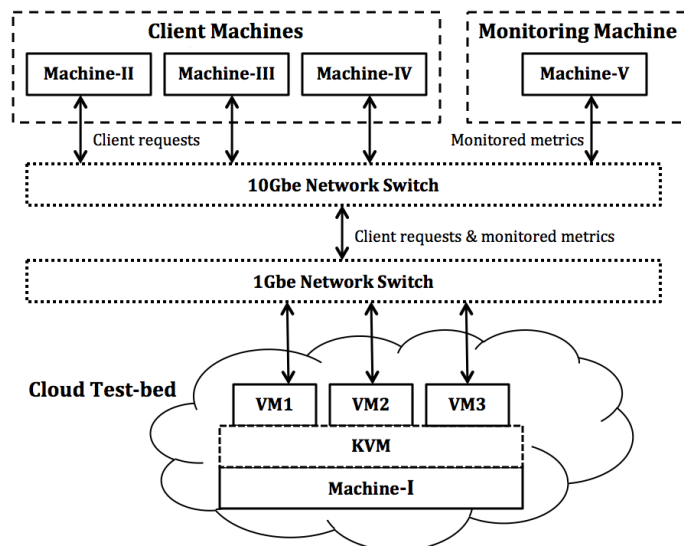 Client Machines
Monitoring Machine
Machine-II
Machine-III
Machine-IV
Machine-V
Client requests
Monitored metrics
10Gbe Network Switch
Client requests & monitored metrics
1Gbe Network Switch
Cloud Test-bed
VM1
VM2
VM3
KVM
Machine-I